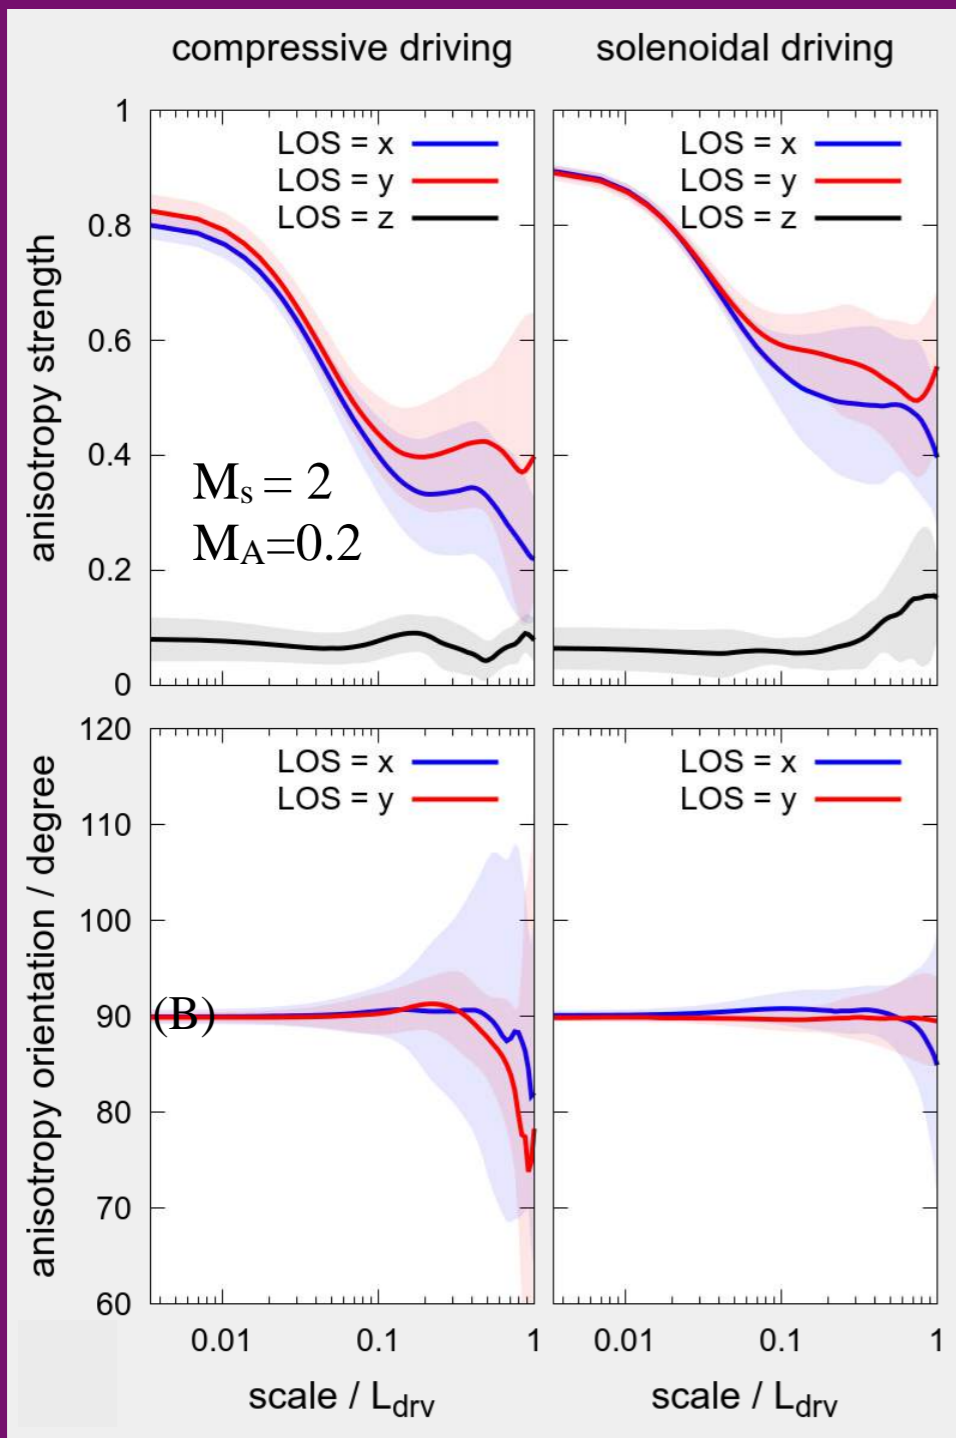 compressive driving
solenoidal driving
anisotropy strength
1
0.8
0.6
0.4
0.2
0
LOS = x
LOS = y
LOS = z
Ms = 2
MA=0.2
LOS = x
LOS = y
LOS = z
anisotropy orientation / degree
120
110
100
90
80
70
60
LOS = x
LOS = y
(B)
LOS = x
LOS = y
0.01 0.1 1
0.01 0.1 1
scale / Ldrv
scale / Ldrv